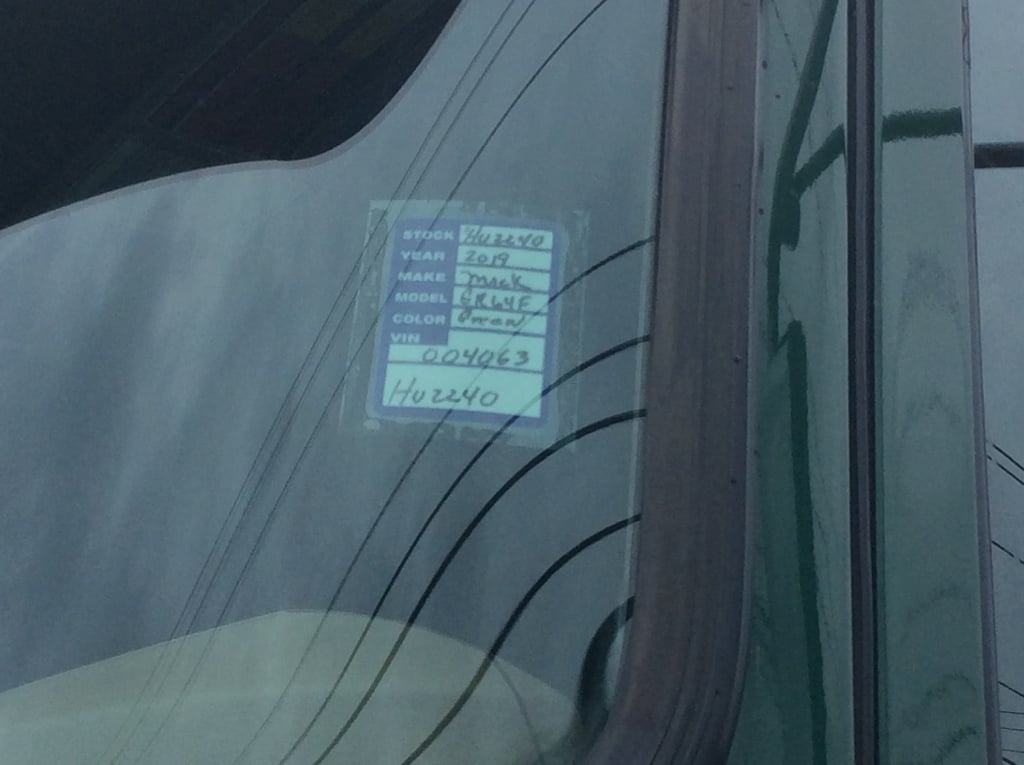 STOCK HU2240
YEAR 2019
MAKE Mack
MODEL GR64F
COLOR Green
VIN
004063
HU2240